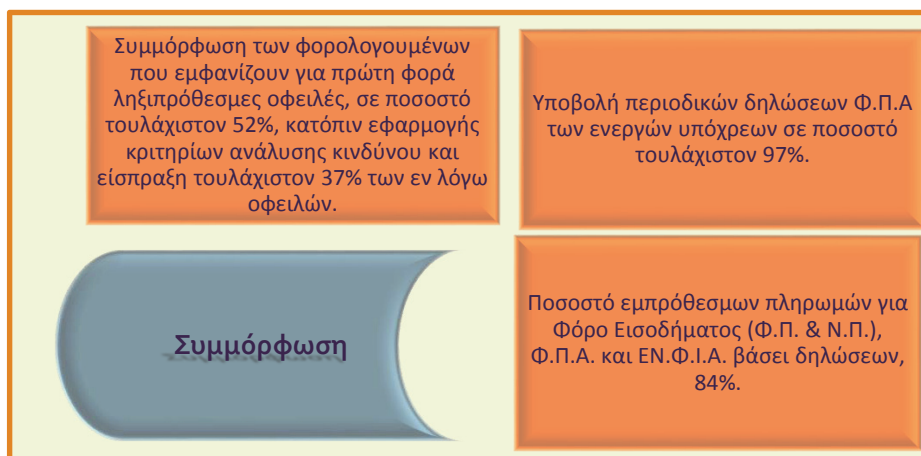 Συμμόρφωση των φορολογουμένων
που εμφανίζουν για πρώτη φορά
ληξιπρόθεσμες οφειλές, σε ποσοστό
τουλάχιστον 52%, κατόπιν εφαρμογής
κριτηρίων ανάλυσης κινδύνου και
είσπραξη τουλάχιστον 37% των εν λόγω
οφειλών.
Υποβολή περιοδικών δηλώσεων Φ.Π.Α
των ενεργών υπόχρεων σε ποσοστό
τουλάχιστον 97%.
Συμμόρφωση
Ποσοστό εμπρόθεσμων πληρωμών για
Φόρο Εισοδήματος (Φ.Π. & Ν.Π.),
Φ.Π.Α. και ΕΝ.Φ.Ι.Α. βάσει δηλώσεων,
84%.